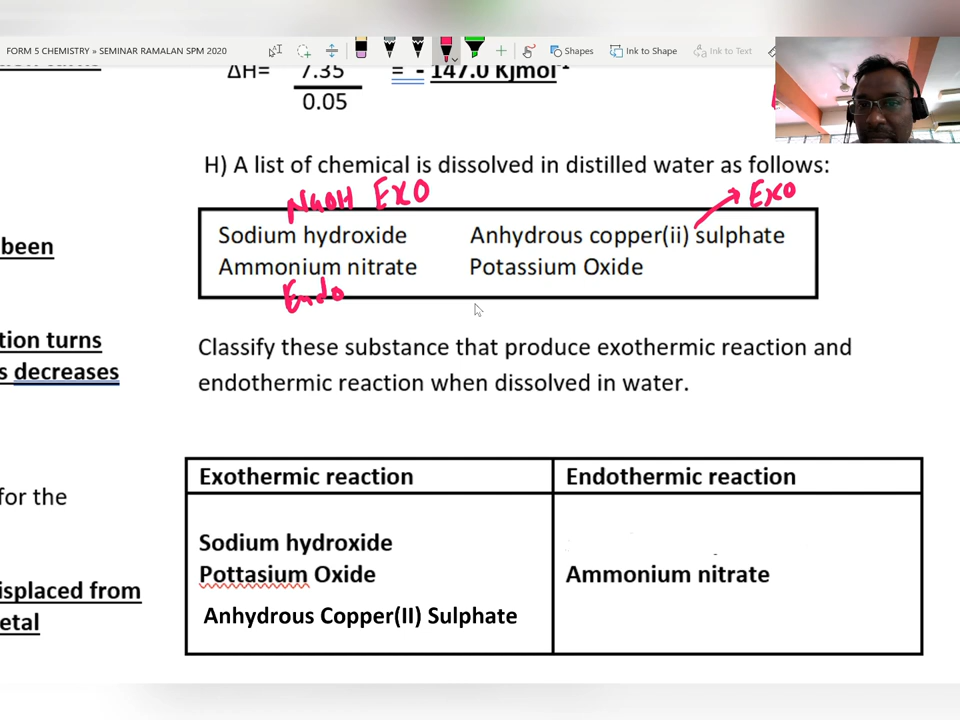 FORM 5 CHEMISTRY » SEMINAR RAMALAN SPM 2020
Shapes
Ink to Shape
Ink to Text
ΔH= 7.35 = - 147.0 Kjmol⁻¹
0.05
H) A list of chemical is dissolved in distilled water as follows:
NaOH EXO
EXO
Sodium hydroxide Anhydrous copper(ii) sulphate
Ammonium nitrate Potassium Oxide
Endo
been
tion turns
s decreases
Classify these substance that produce exothermic reaction and
endothermic reaction when dissolved in water.
for the
isplaced from
etal
Exothermic reaction Endothermic reaction
Sodium hydroxide
Pottasium Oxide Ammonium nitrate
Anhydrous Copper(II) Sulphate